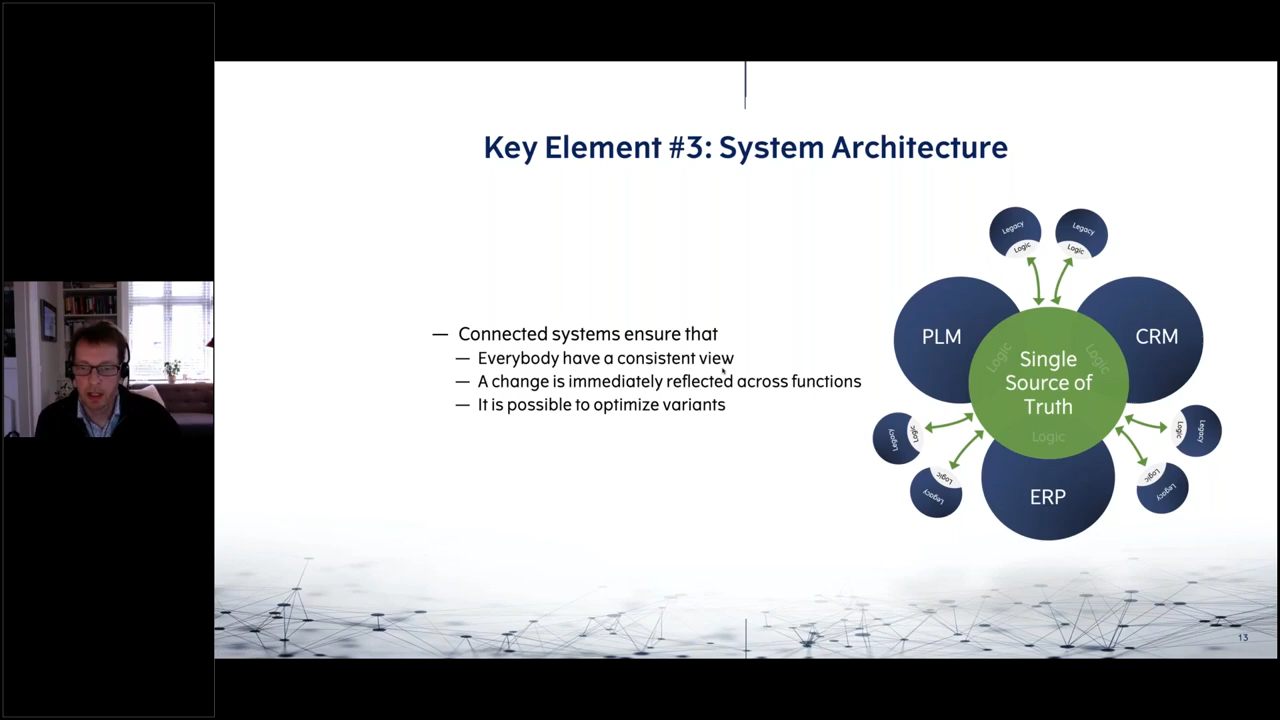 Key Element #3: System Architecture
— Connected systems ensure that
— Everybody have a consistent view
— A change is immediately reflected across functions
— It is possible to optimize variants
Legacy
Logic
Legacy
Logic
PLM
CRM
Logic
Logic
Single
Source of
Truth
Logic
Legacy
Logic
Logic
Legacy
Logic
Legacy
Logic
Legacy
ERP
13